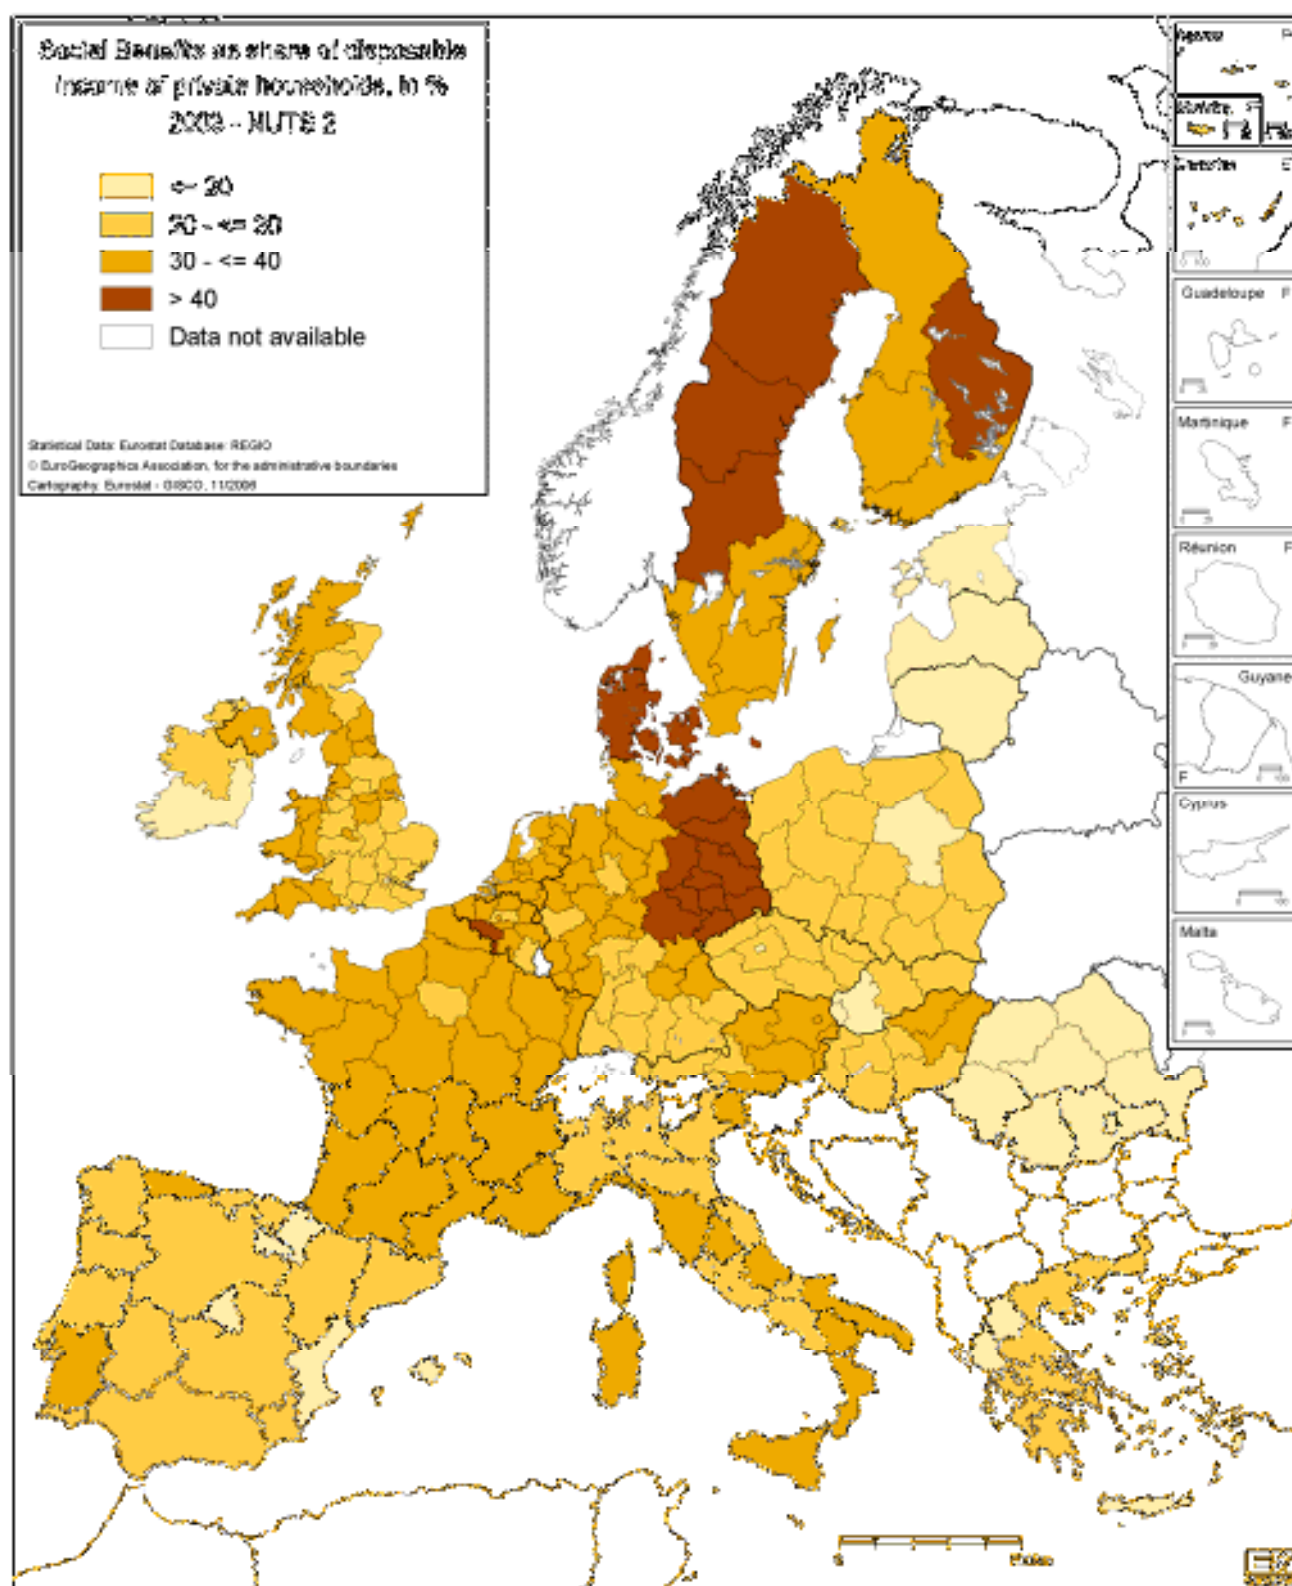 Social Benefits as share of disposable
income of private households, in %
2003 - NUTS 2
<= 20
20 - <= 30
30 - <= 40
> 40
Data not available
Statistical Data: Eurostat Database: REGIO
© EuroGeographics Association, for the administrative boundaries
Cartography: Eurostat - GISCO, 11/2006
Guadeloupe F
Martinique F
Réunion F
Guyane
F
Cyprus
Malta